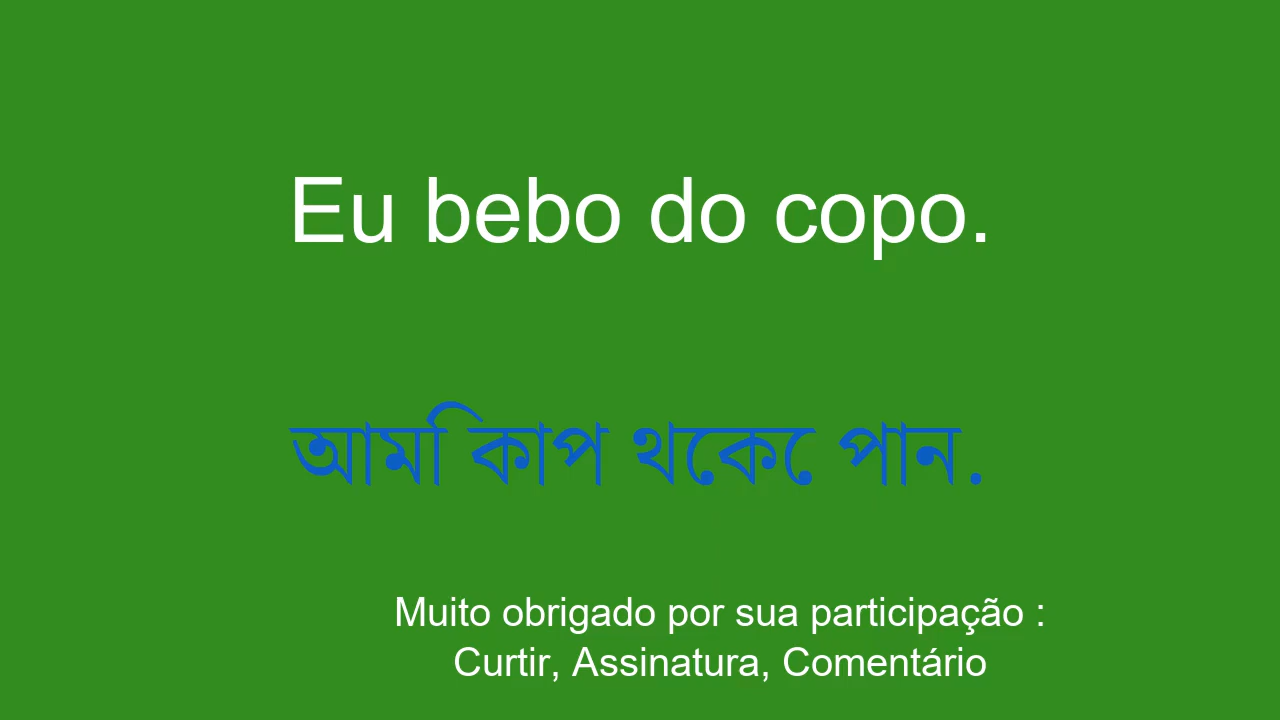 Eu bebo do copo.
আমি কাপ থেকে পান.
Muito obrigado por sua participação :
Curtir, Assinatura, Comentário